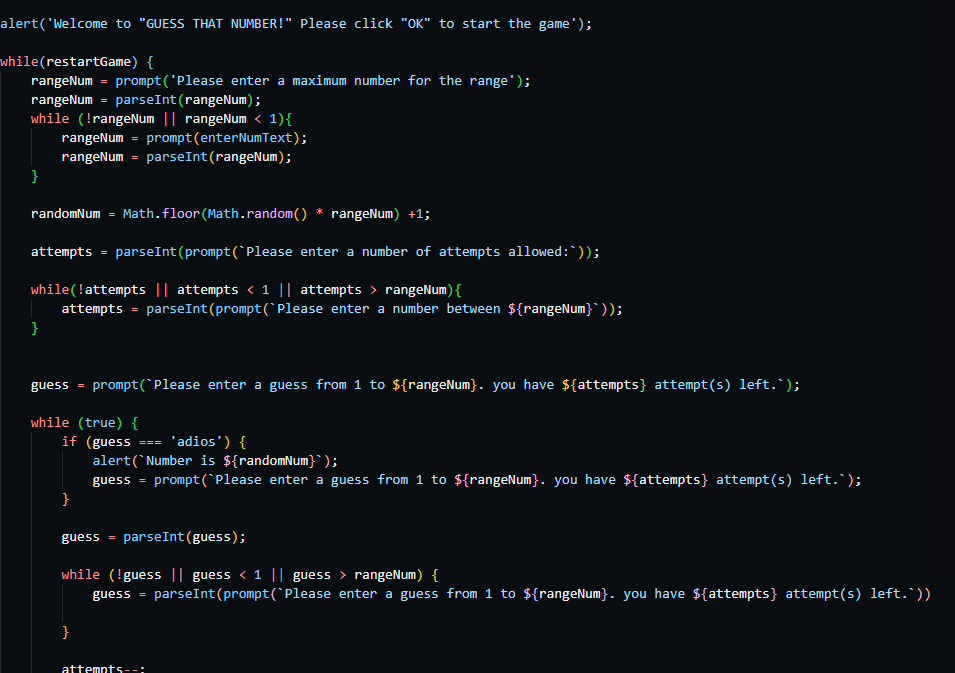 alert('Welcome to "GUESS THAT NUMBER!" Please click "OK" to start the game');
while(restartGame) {
rangeNum = prompt('Please enter a maximum number for the range');
rangeNum = parseInt(rangeNum);
while (!rangeNum || rangeNum < 1){
rangeNum = prompt(enterNumText);
rangeNum = parseInt(rangeNum);
}
randomNum = Math.floor(Math.random() * rangeNum) +1;
attempts = parseInt(prompt(`Please enter a number of attempts allowed:`));
while(!attempts || attempts < 1 || attempts > rangeNum){
attempts = parseInt(prompt(`Please enter a number between ${rangeNum}`));
}
guess = prompt(`Please enter a guess from 1 to ${rangeNum}. you have ${attempts} attempt(s) left.`);
while (true) {
if (guess === 'adios') {
alert(`Number is ${randomNum}`);
guess = prompt(`Please enter a guess from 1 to ${rangeNum}. you have ${attempts} attempt(s) left.`);
}
guess = parseInt(guess);
while (!guess || guess < 1 || guess > rangeNum) {
guess = parseInt(prompt(`Please enter a guess from 1 to ${rangeNum}. you have ${attempts} attempt(s) left.`))
}
attempts--;